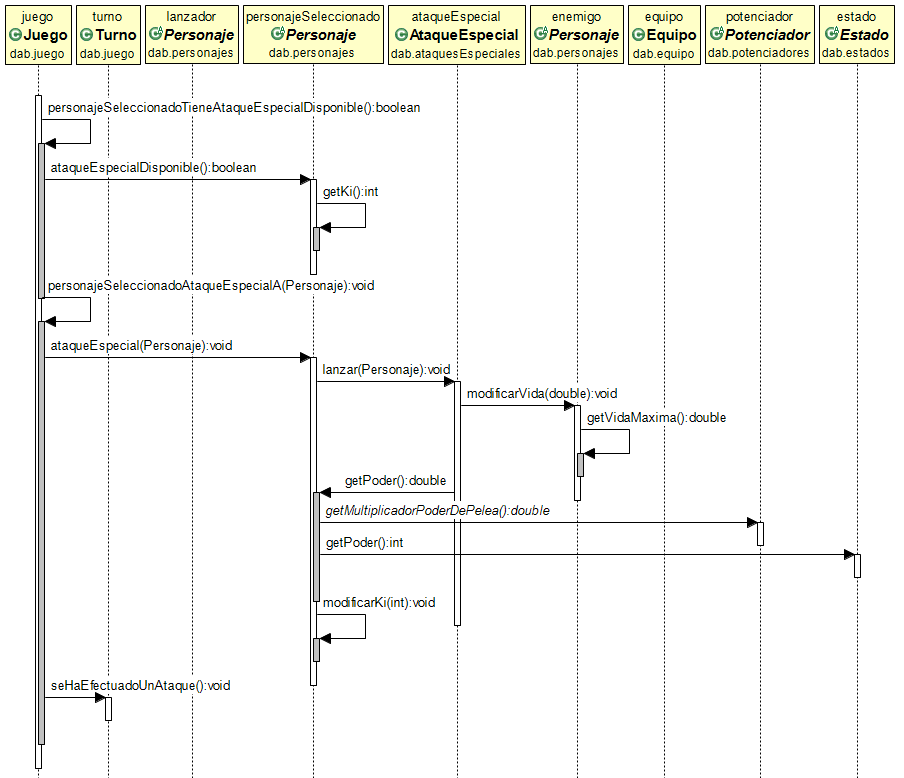 juego
Juego
dab.juego
turno
Turno
dab.juego
lanzador
Personaje
dab.personajes
personajeSeleccionado
Personaje
dab.personajes
ataqueEspecial
AtaqueEspecial
dab.ataquesEspeciales
enemigo
Personaje
dab.personajes
equipo
Equipo
dab.equipo
potenciador
Potenciador
dab.potenciadores
estado
Estado
dab.estados
personajeSeleccionadoTieneAtaqueEspecialDisponible():boolean
ataqueEspecialDisponible():boolean
getKi():int
personajeSeleccionadoAtaqueEspecialA(Personaje):void
ataqueEspecial(Personaje):void
lanzar(Personaje):void
modificarVida(double):void
getVidaMaxima():double
getPoder():double
getMultiplicadorPoderDePelea():double
getPoder():int
modificarKi(int):void
seHaEfectuadoUnAtaque():void